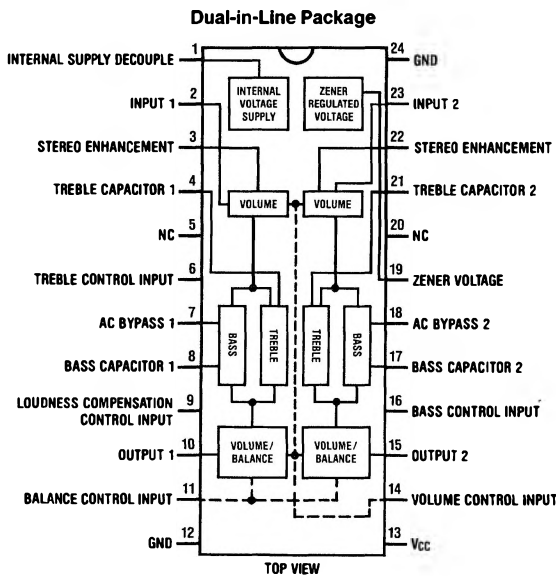 Dual-in-Line Package
INTERNAL SUPPLY DECOUPLE 1
24 GND
INTERNAL
VOLTAGE
SUPPLY
ZENER
REGULATED
VOLTAGE
INPUT 1 2
23 INPUT 2
STEREO ENHANCEMENT 3
22 STEREO ENHANCEMENT
TREBLE CAPACITOR 1 4
21 TREBLE CAPACITOR 2
VOLUME
VOLUME
NC 5
20 NC
TREBLE CONTROL INPUT 6
19 ZENER VOLTAGE
AC BYPASS 1 7
18 AC BYPASS 2
BASS
TREBLE
TREBLE
BASS
BASS CAPACITOR 1 8
17 BASS CAPACITOR 2
LOUDNESS COMPENSATION
CONTROL INPUT 9
16 BASS CONTROL INPUT
OUTPUT 1 10
VOLUME/
BALANCE
VOLUME/
BALANCE
15 OUTPUT 2
BALANCE CONTROL INPUT 11
14 VOLUME CONTROL INPUT
GND 12
13 VCC
TOP VIEW